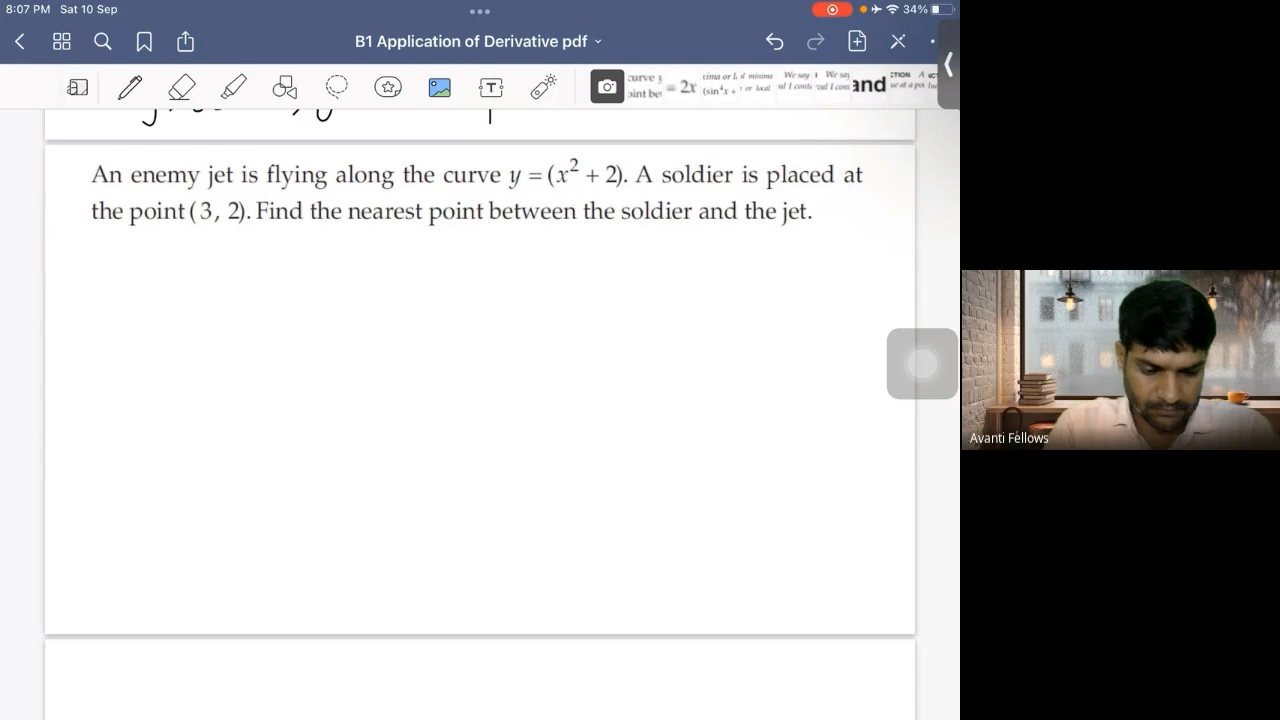 8:07 PM Sat 10 Sep
34%
B1 Application of Derivative pdf
= 2x
and
An enemy jet is flying along the curve y = (x² + 2). A soldier is placed at
the point (3, 2). Find the nearest point between the soldier and the jet.
Avanti Fellows